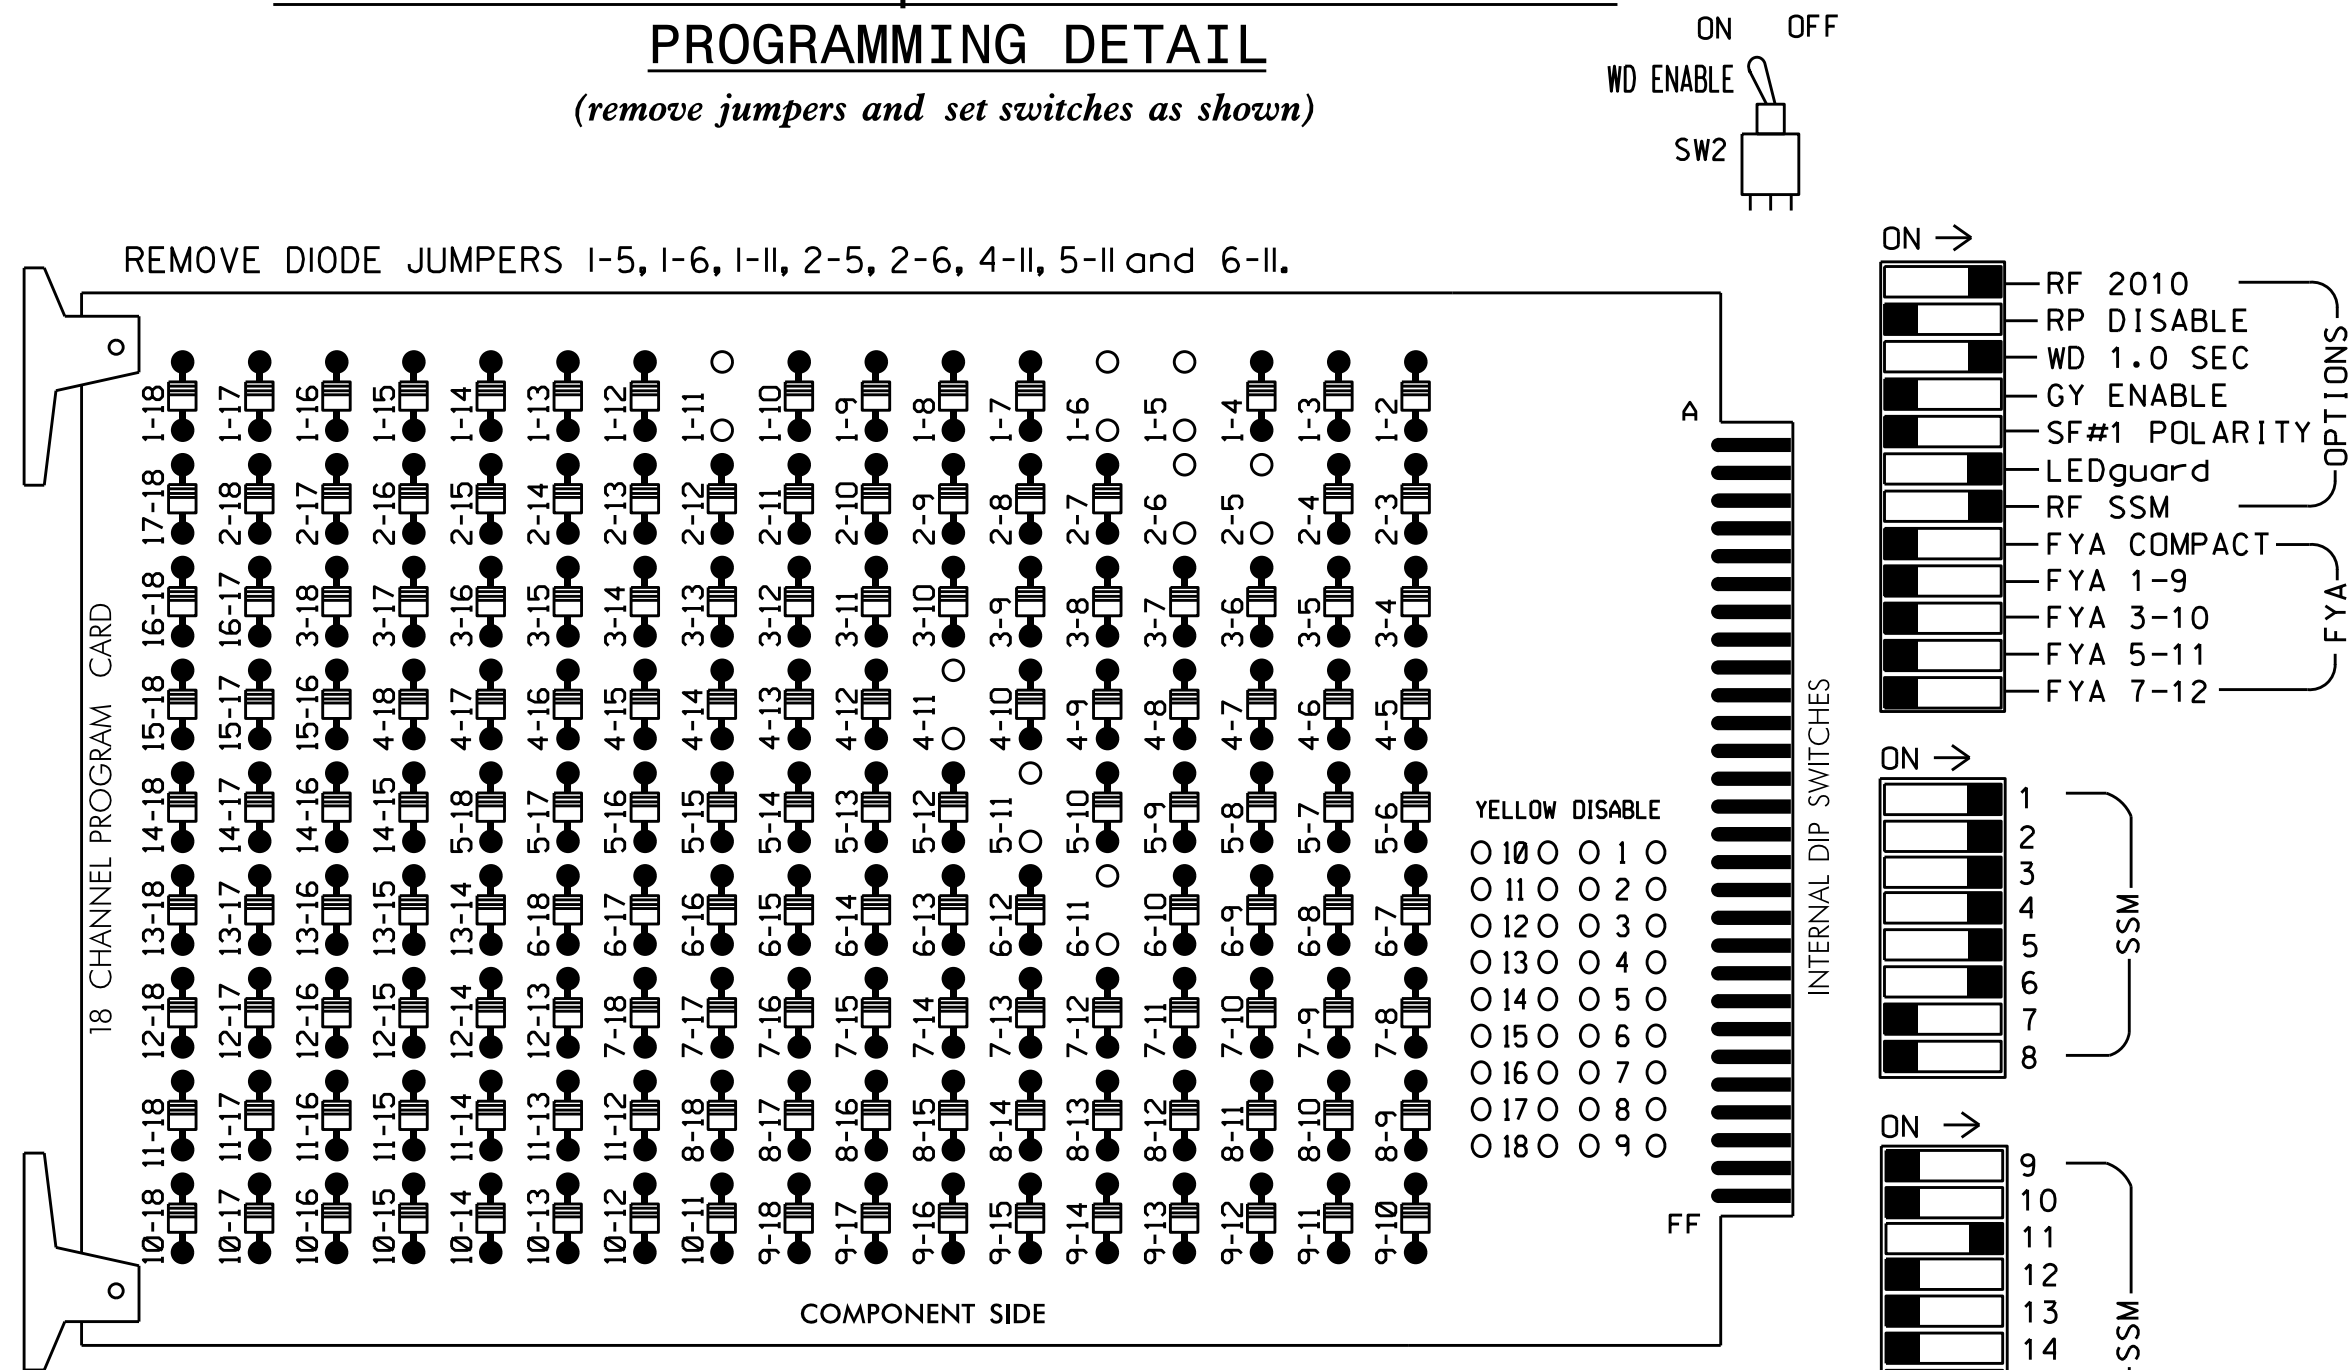 PROGRAMMING DETAIL
(remove jumpers and set switches as shown)
ON OFF
WD ENABLE
SW2
REMOVE DIODE JUMPERS 1-5, 1-6, 1-11, 2-5, 2-6, 4-11, 5-11 and 6-11.
18 CHANNEL PROGRAM CARD
1-18 1-17 1-16 1-15 1-14 1-13 1-12 1-11 1-10 1-9 1-8 1-7 1-6 1-5 1-4 1-3 1-2
17-18 2-18 2-17 2-16 2-15 2-14 2-13 2-12 2-11 2-10 2-9 2-8 2-7 2-6 2-5 2-4 2-3
16-18 16-17 3-18 3-17 3-16 3-15 3-14 3-13 3-12 3-11 3-10 3-9 3-8 3-7 3-6 3-5 3-4
15-18 15-17 15-16 4-18 4-17 4-16 4-15 4-14 4-13 4-12 4-11 4-10 4-9 4-8 4-7 4-6 4-5
14-18 14-17 14-16 14-15 5-18 5-17 5-16 5-15 5-14 5-13 5-12 5-11 5-10 5-9 5-8 5-7 5-6
13-18 13-17 13-16 13-15 13-14 6-18 6-17 6-16 6-15 6-14 6-13 6-12 6-11 6-10 6-9 6-8 6-7
12-18 12-17 12-16 12-15 12-14 12-13 7-18 7-17 7-16 7-15 7-14 7-13 7-12 7-11 7-10 7-9 7-8
11-18 11-17 11-16 11-15 11-14 11-13 11-12 8-18 8-17 8-16 8-15 8-14 8-13 8-12 8-11 8-10 8-9
10-18 10-17 10-16 10-15 10-14 10-13 10-12 10-11 9-18 9-17 9-16 9-15 9-14 9-13 9-12 9-11 9-10
COMPONENT SIDE
YELLOW DISABLE
10 1
11 2
12 3
13 4
14 5
15 6
16 7
17 8
18 9
A
FF
INTERNAL DIP SWITCHES
ON
RF 2010
RP DISABLE
WD 1.0 SEC
GY ENABLE
SF#1 POLARITY
LEDguard
RF SSM
OPTIONS
FYA COMPACT
FYA 1-9
FYA 3-10
FYA 5-11
FYA 7-12
FYA
ON
1
2
3
4
5
6
7
8
SSM
ON
9
10
11
12
13
14
SSM